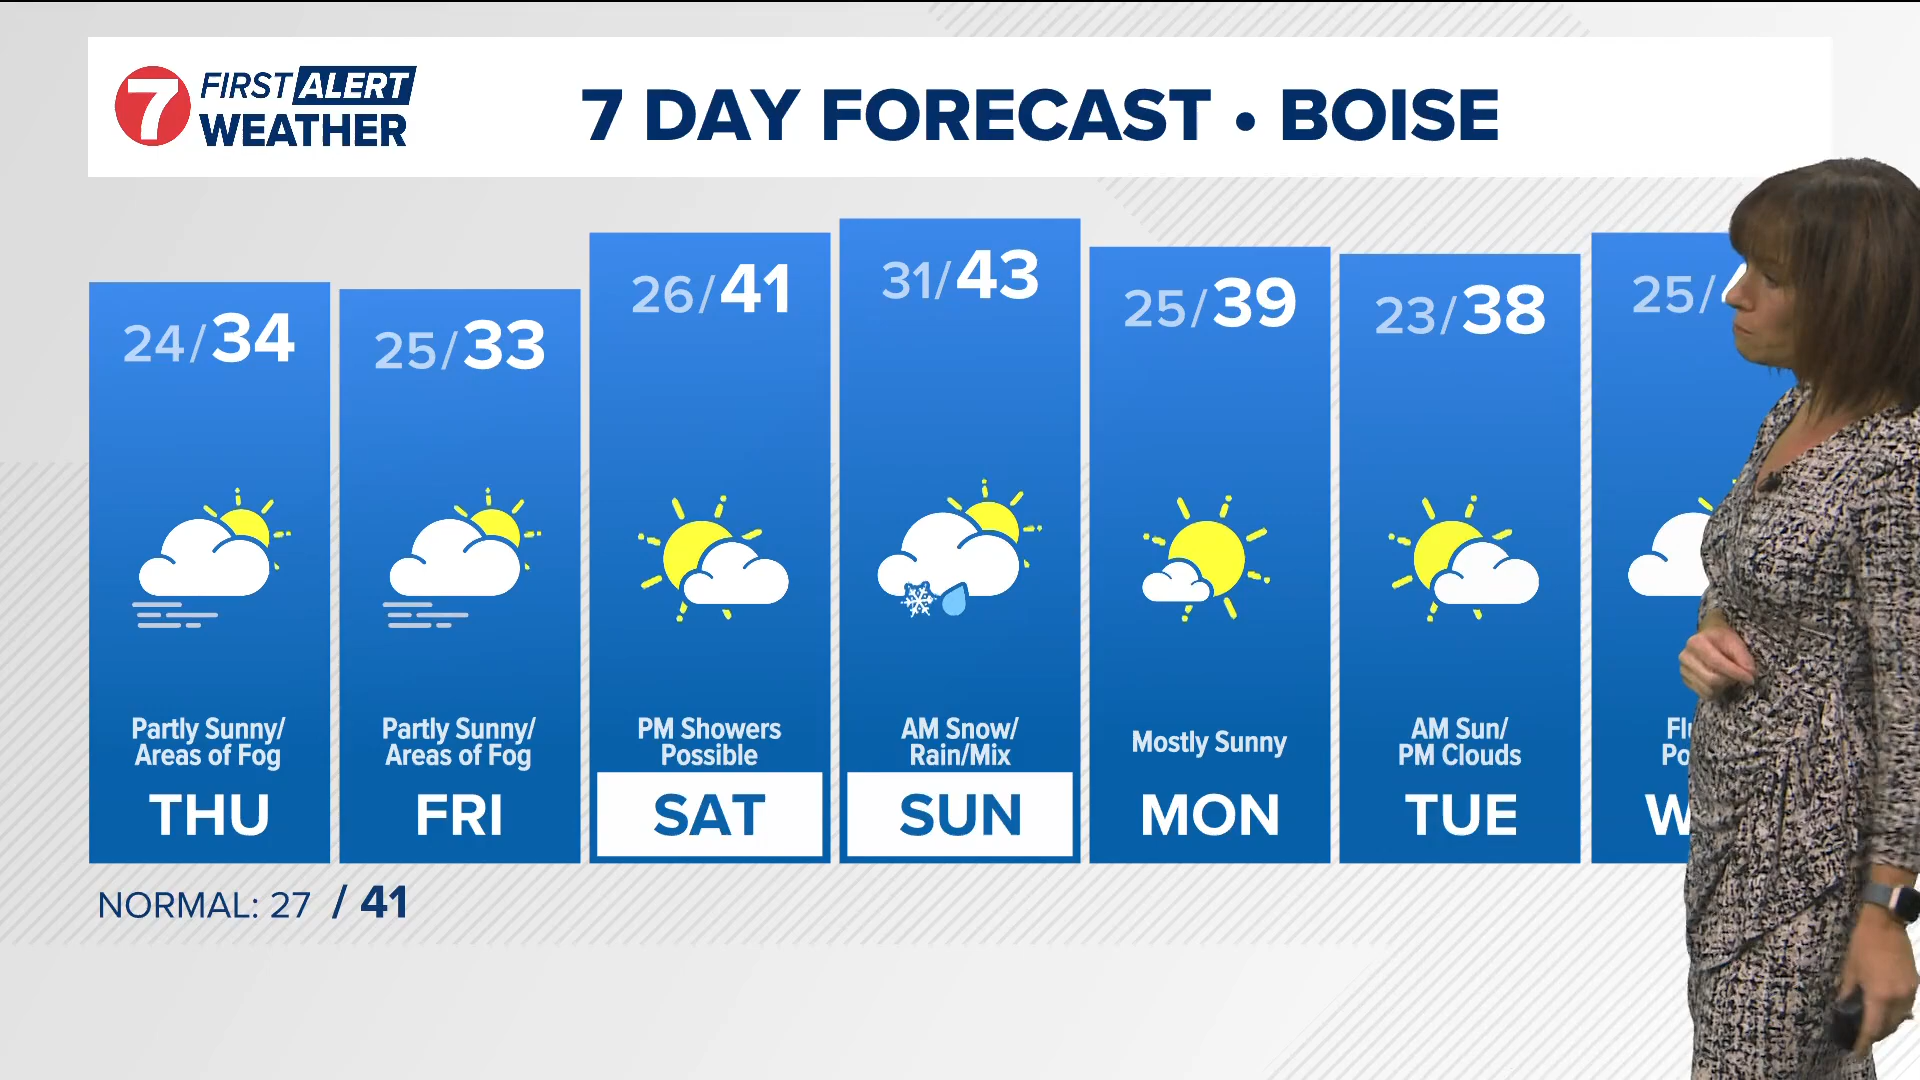 7 FIRST ALERT
WEATHER
7 DAY FORECAST • BOISE
24/34
25/33
26/41
31/43
25/39
23/38
25/
Partly Sunny/
Areas of Fog
THU
Partly Sunny/
Areas of Fog
FRI
PM Showers
Possible
SAT
AM Snow/
Rain/Mix
SUN
Mostly Sunny
MON
AM Sun/
PM Clouds
TUE
NORMAL: 27 / 41